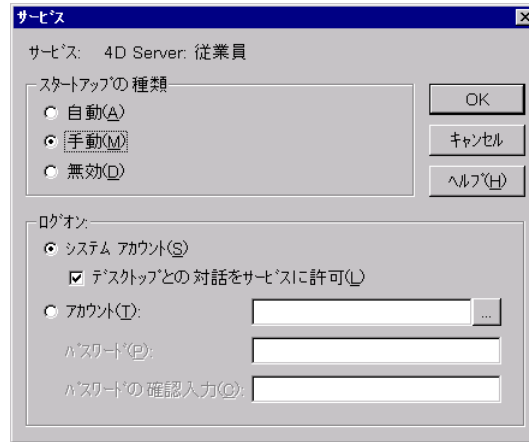 サービス
サービス: 4D Server: 従業員
スタートアップの種類
自動(A)
手動(M)
無効(D)
OK
キャンセル
ヘルプ(H)
ログオン:
システム アカウント(S)
デスクトップとの対話をサービスに許可(L)
アカウント(T):
...
パスワード(P):
パスワードの確認入力(C):